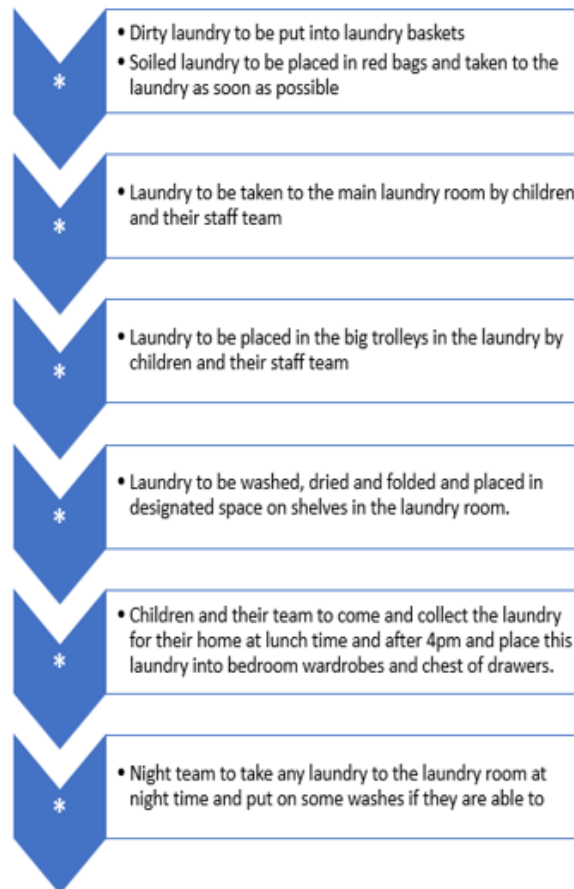 • Dirty laundry to be put into laundry baskets
• Soiled laundry to be placed in red bags and taken to the
laundry as soon as possible
*
• Laundry to be taken to the main laundry room by children
and their staff team
*
• Laundry to be placed in the big trolleys in the laundry by
children and their staff team
*
• Laundry to be washed, dried and folded and placed in
designated space on shelves in the laundry room.
*
• Children and their team to come and collect the laundry
for their home at lunch time and after 4pm and place this
laundry into bedroom wardrobes and chest of drawers.
*
• Night team to take any laundry to the laundry room at
night time and put on some washes if they are able to
*